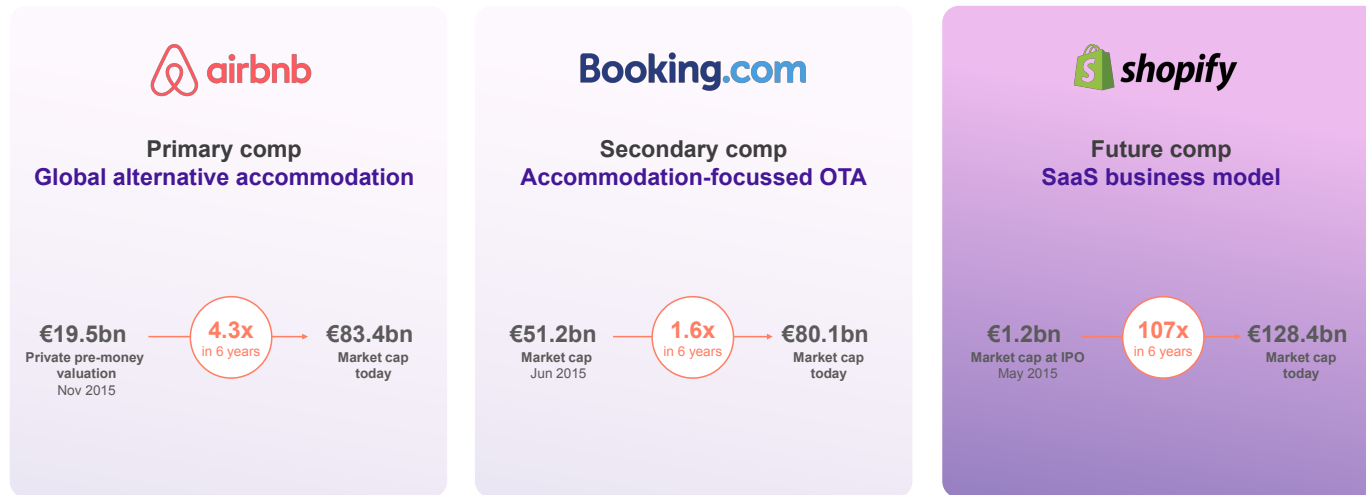 airbnb
Primary comp
Global alternative accommodation
€19.5bn
Private pre-money
valuation
Nov 2015
4.3x
in 6 years
€83.4bn
Market cap
today
Booking.com
Secondary comp
Accommodation-focussed OTA
€51.2bn
Market cap
Jun 2015
1.6x
in 6 years
€80.1bn
Market cap
today
shopify
Future comp
SaaS business model
€1.2bn
Market cap at IPO
May 2015
107x
in 6 years
€128.4bn
Market cap
today